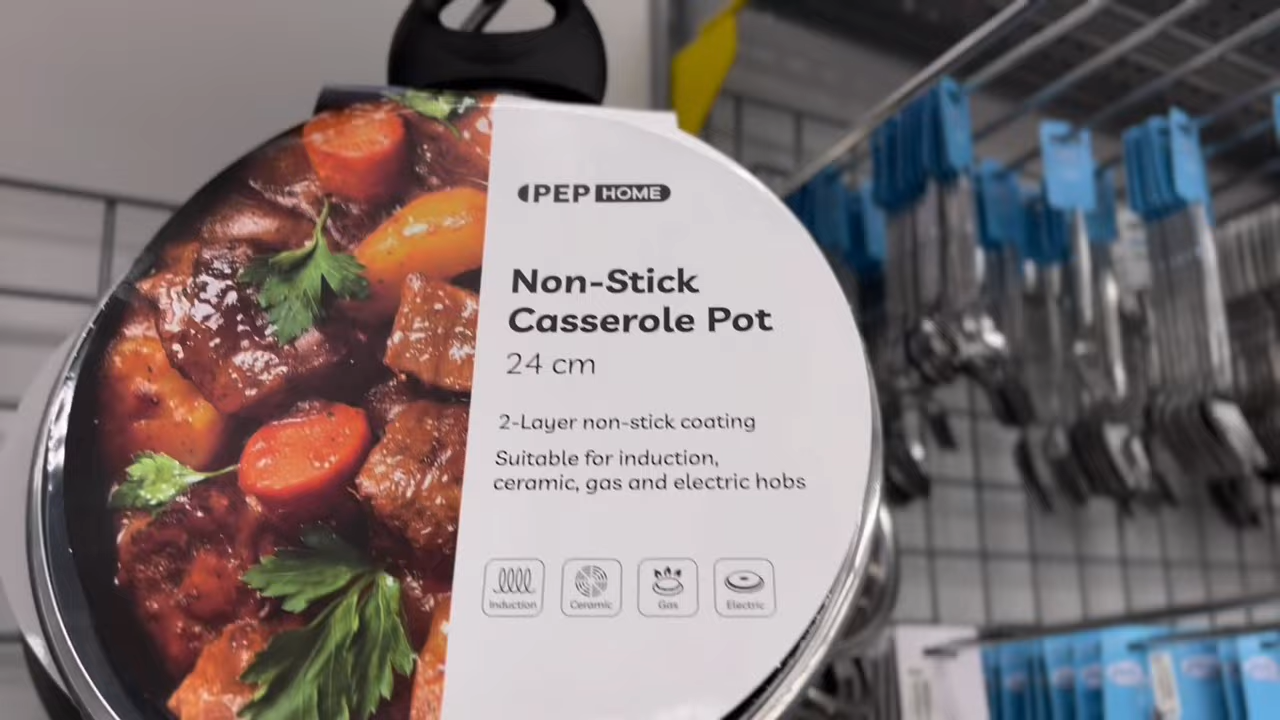 PEP HOME
Non-Stick
Casserole Pot
24 cm
2-Layer non-stick coating
Suitable for induction,
ceramic, gas and electric hobs
Induction Ceramic Gas Electric